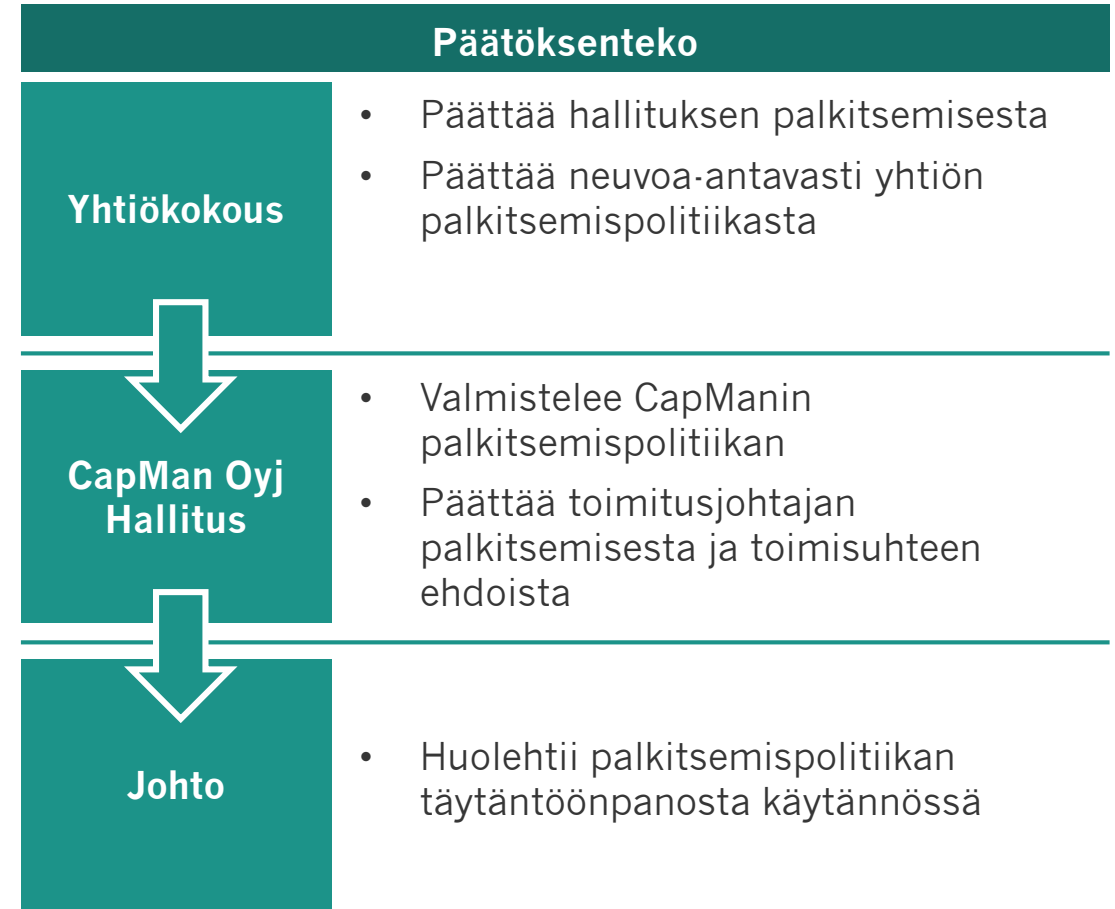 Päätöksenteko
Yhtiökokous
• Päättää hallituksen palkitsemisesta
• Päättää neuvoa-antavasti yhtiön
palkitsemispolitiikasta
CapMan Oyj
Hallitus
• Valmistelee CapManin
palkitsemispolitiikan
• Päättää toimitusjohtajan
palkitsemisesta ja toimisuhteen
ehdoista
Johto
• Huolehtii palkitsemispolitiikan
täytäntöönpanosta käytännössä